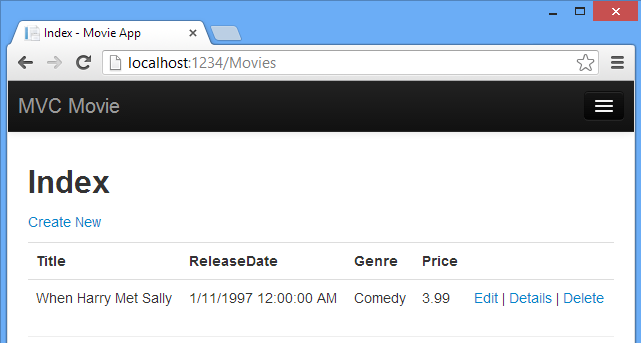 Index - Movie App
localhost:1234/Movies
MVC Movie
Index
Create New
Title ReleaseDate Genre Price
When Harry Met Sally 1/11/1997 12:00:00 AM Comedy 3.99 Edit | Details | Delete